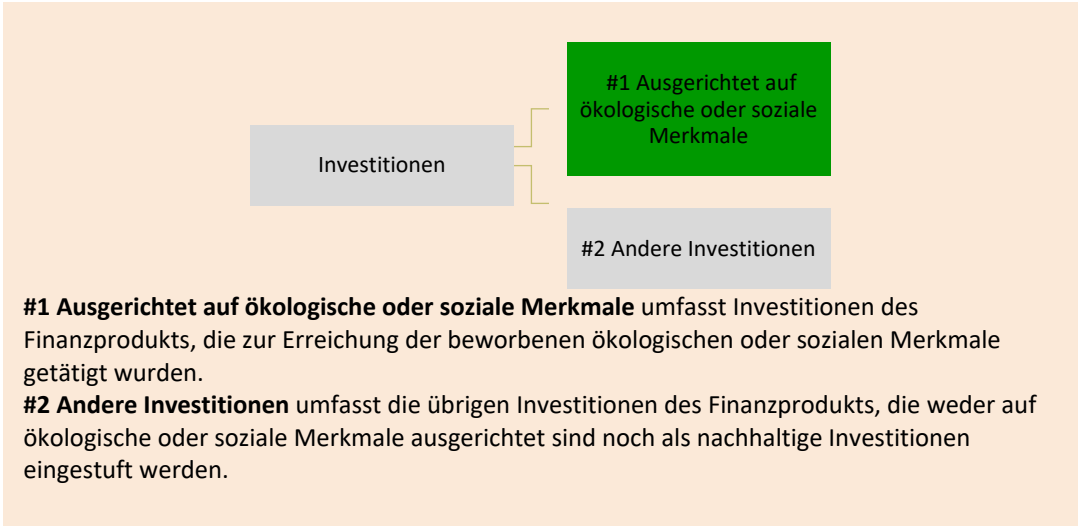 #1 Ausgerichtet auf
ökologische oder soziale
Merkmale
Investitionen
#2 Andere Investitionen
#1 Ausgerichtet auf ökologische oder soziale Merkmale umfasst Investitionen des
Finanzprodukts, die zur Erreichung der beworbenen ökologischen oder sozialen Merkmale
getätigt wurden.
#2 Andere Investitionen umfasst die übrigen Investitionen des Finanzprodukts, die weder auf
ökologische oder soziale Merkmale ausgerichtet sind noch als nachhaltige Investitionen
eingestuft werden.